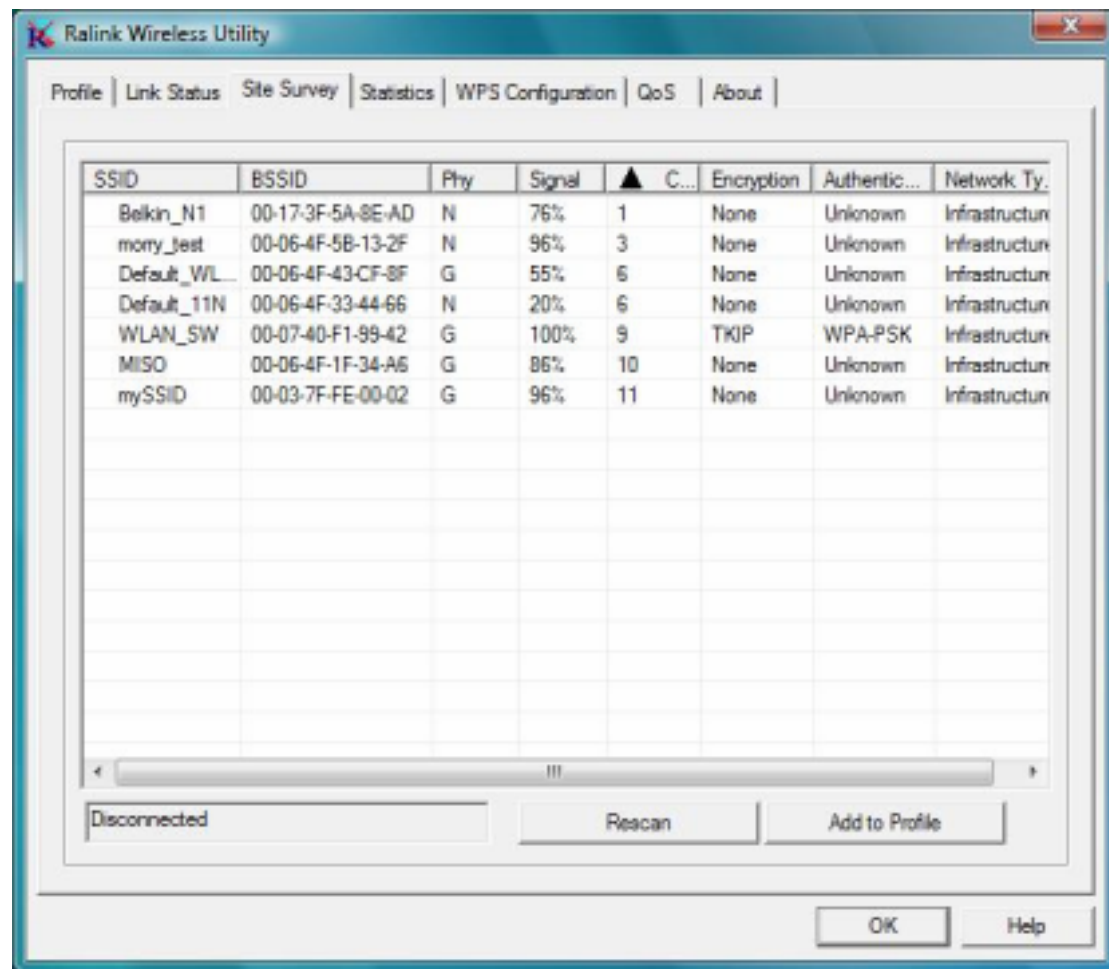 Ralink Wireless Utility
Profile Link Status Site Survey Statistics WPS Configuration QoS About
SSID BSSID Phy Signal ▲ C... Encryption Authentic... Network Ty.
Belkin_N1 00-17-3F-5A-8E-AD N 76% 1 None Unknown Infrastructure
morry_test 00-06-4F-5B-13-2F N 96% 3 None Unknown Infrastructure
Default_WL... 00-06-4F-43-CF-8F G 55% 6 None Unknown Infrastructure
Default_11N 00-06-4F-33-44-66 N 20% 6 None Unknown Infrastructure
WLAN_SW 00-07-40-F1-99-42 G 100% 9 TKIP WPA-PSK Infrastructure
MISO 00-06-4F-1F-34-A6 G 86% 10 None Unknown Infrastructure
mySSID 00-03-7F-FE-00-02 G 96% 11 None Unknown Infrastructure
Disconnected Rescan Add to Profile
OK Help